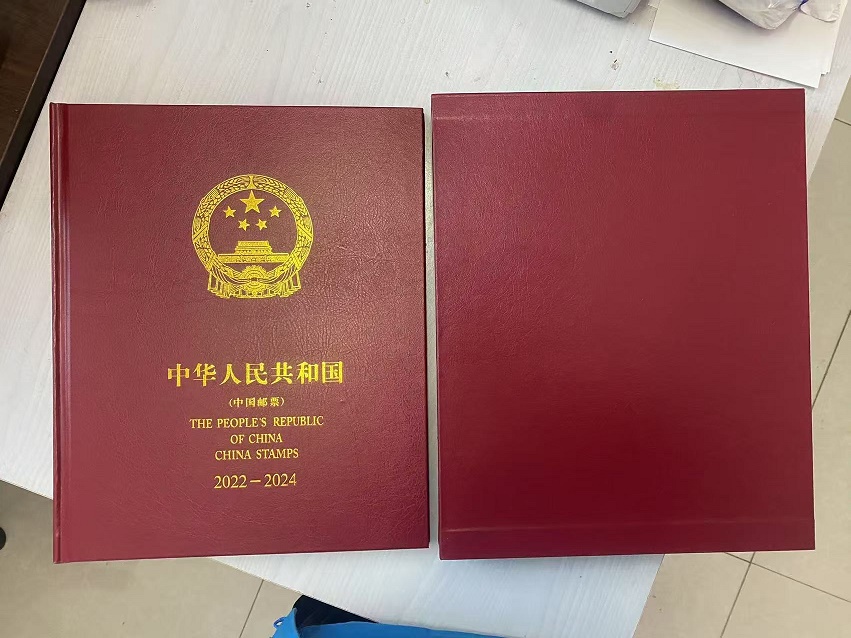 中华人民共和国
(中国邮票)
THE PEOPLE'S REPUBLIC
OF CHINA
CHINA STAMPS
2022－2024